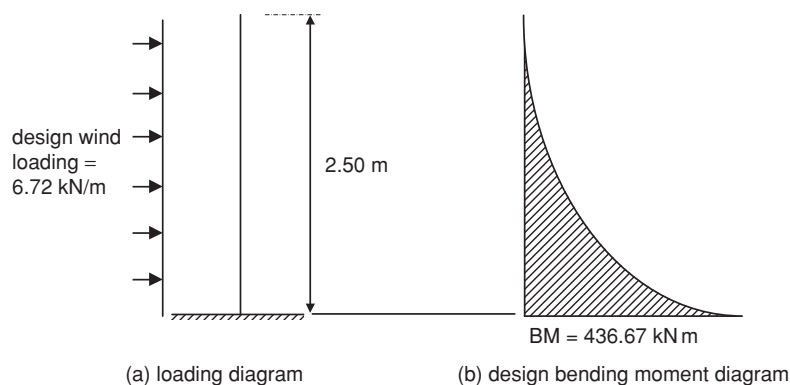 design wind
loading =
6.72 kN/m
2.50 m
BM = 436.67 kN m
(a) loading diagram
(b) design bending moment diagram